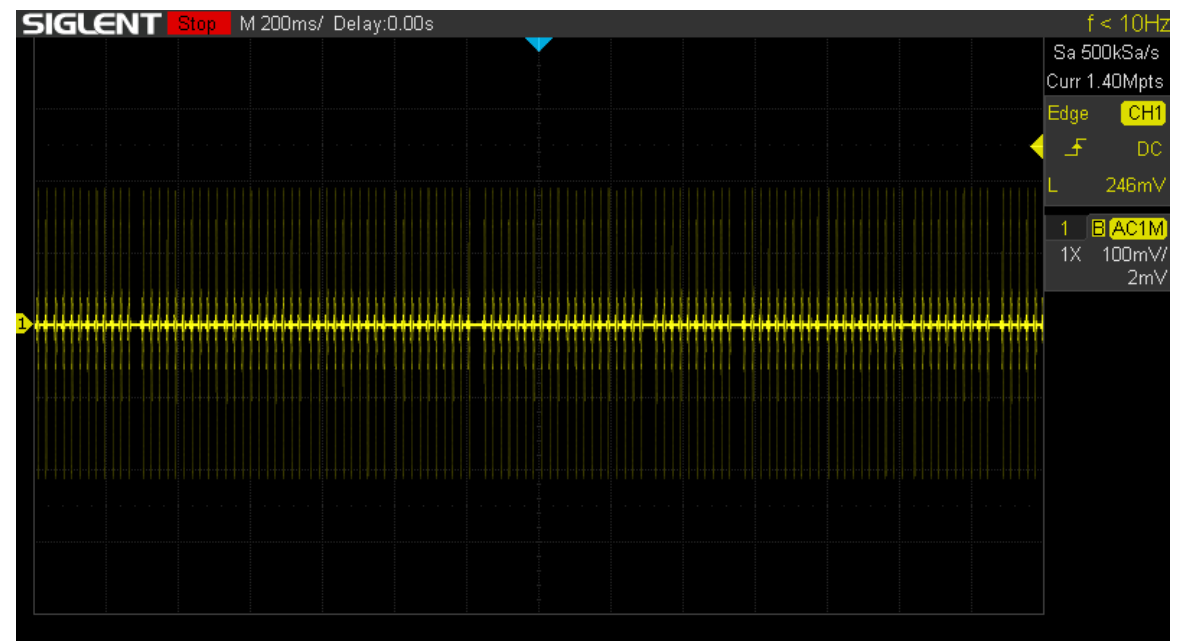 SIGLENT Stop M 200ms/ Delay:0.00s f < 10Hz
Sa 500kSa/s
Curr 1.40Mpts
Edge CH1
DC
L 246mV
1 B AC1M
1X 100mV/
2mV
1